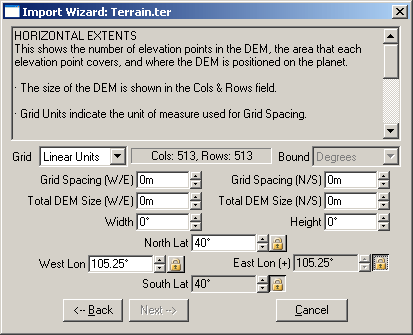 Import Wizard: Terrain.ter
HORIZONTAL EXTENTS
This shows the number of elevation points in the DEM, the area that each
elevation point covers, and where the DEM is positioned on the planet.
· The size of the DEM is shown in the Cols & Rows field.
· Grid Units indicate the unit of measure used for Grid Spacing.
Grid Linear Units Cols: 513, Rows: 513 Bound Degrees
Grid Spacing (W/E) 0m Grid Spacing (N/S) 0m
Total DEM Size (W/E) 0m Total DEM Size (N/S) 0m
Width 0° Height 0°
North Lat 40°
West Lon 105.25° East Lon (+) 105.25°
South Lat 40°
<-- Back Next --> Cancel